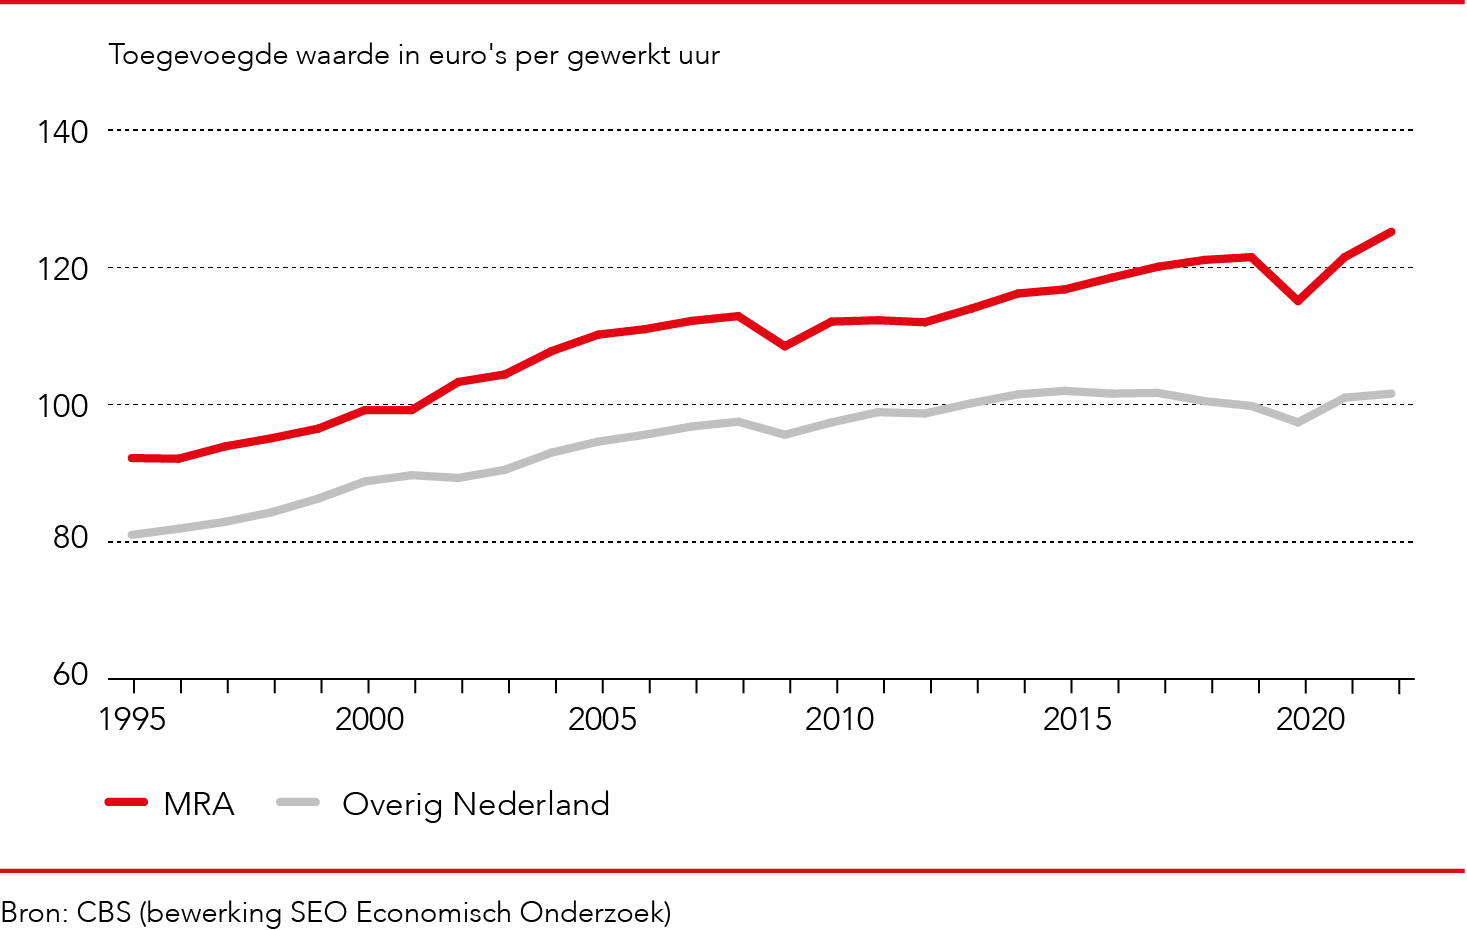 Toegevoegde waarde in euro's per gewerkt uur
140
120
100
80
60
1995 2000 2005 2010 2015 2020
MRA Overig Nederland
Bron: CBS (bewerking SEO Economisch Onderzoek)